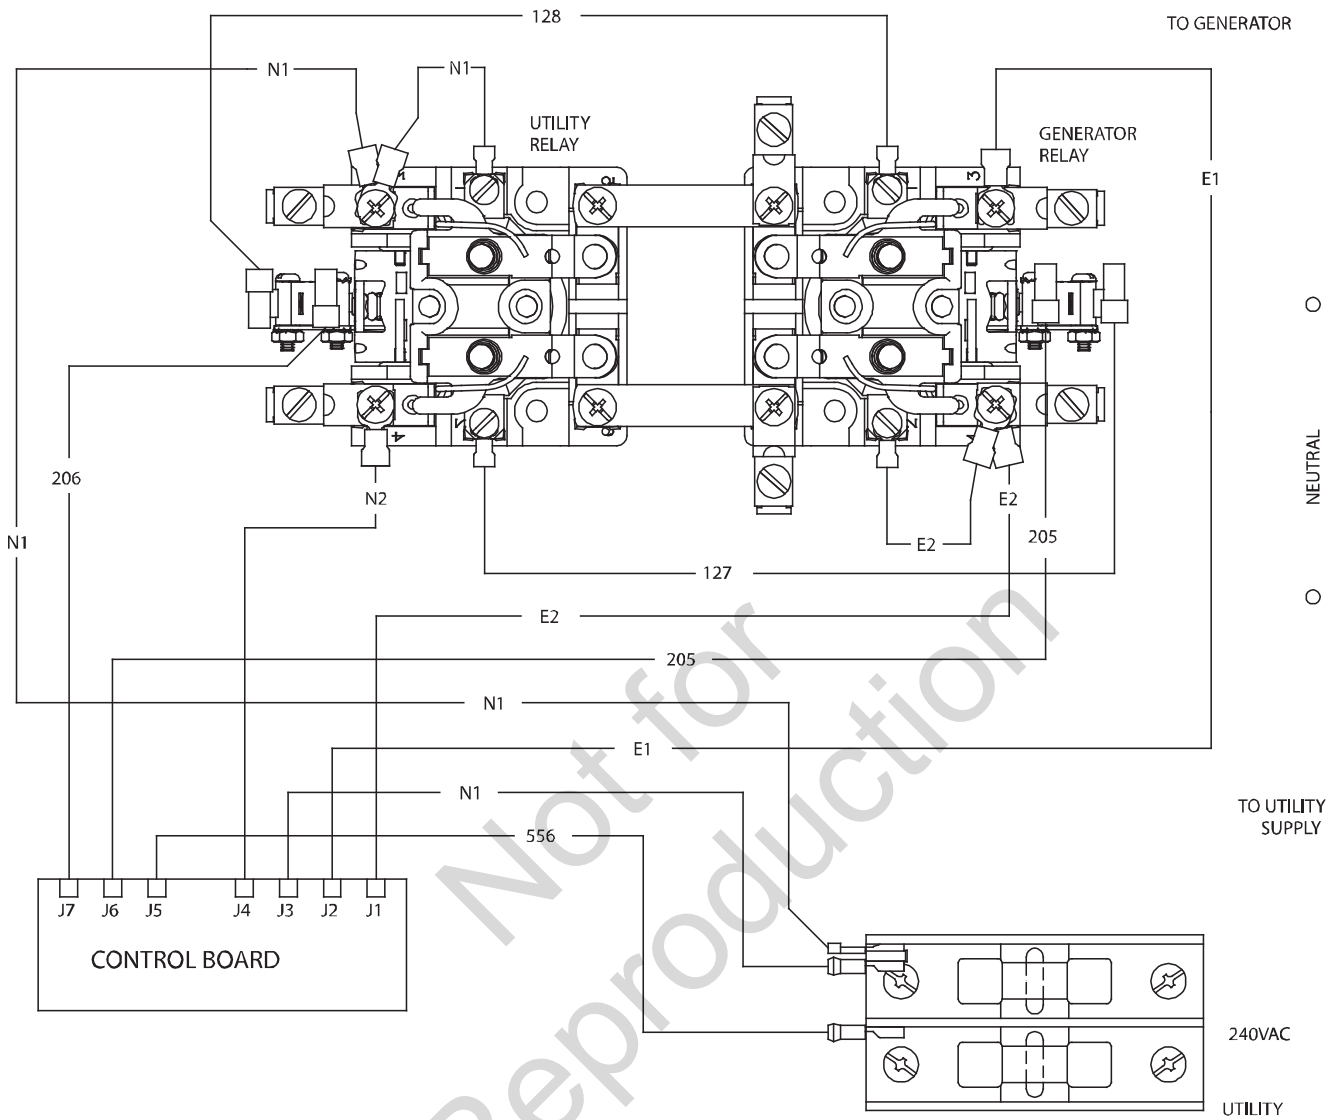 128
TO GENERATOR
N1
N1
UTILITY
RELAY
GENERATOR
RELAY
3
E1
206
N2
E2
E2
205
N1
127
NEUTRAL
E2
205
N1
E1
N1
556
TO UTILITY
SUPPLY
J7 J6 J5 J4 J3 J2 J1
CONTROL BOARD
240VAC
UTILITY
Not for
Reproduction